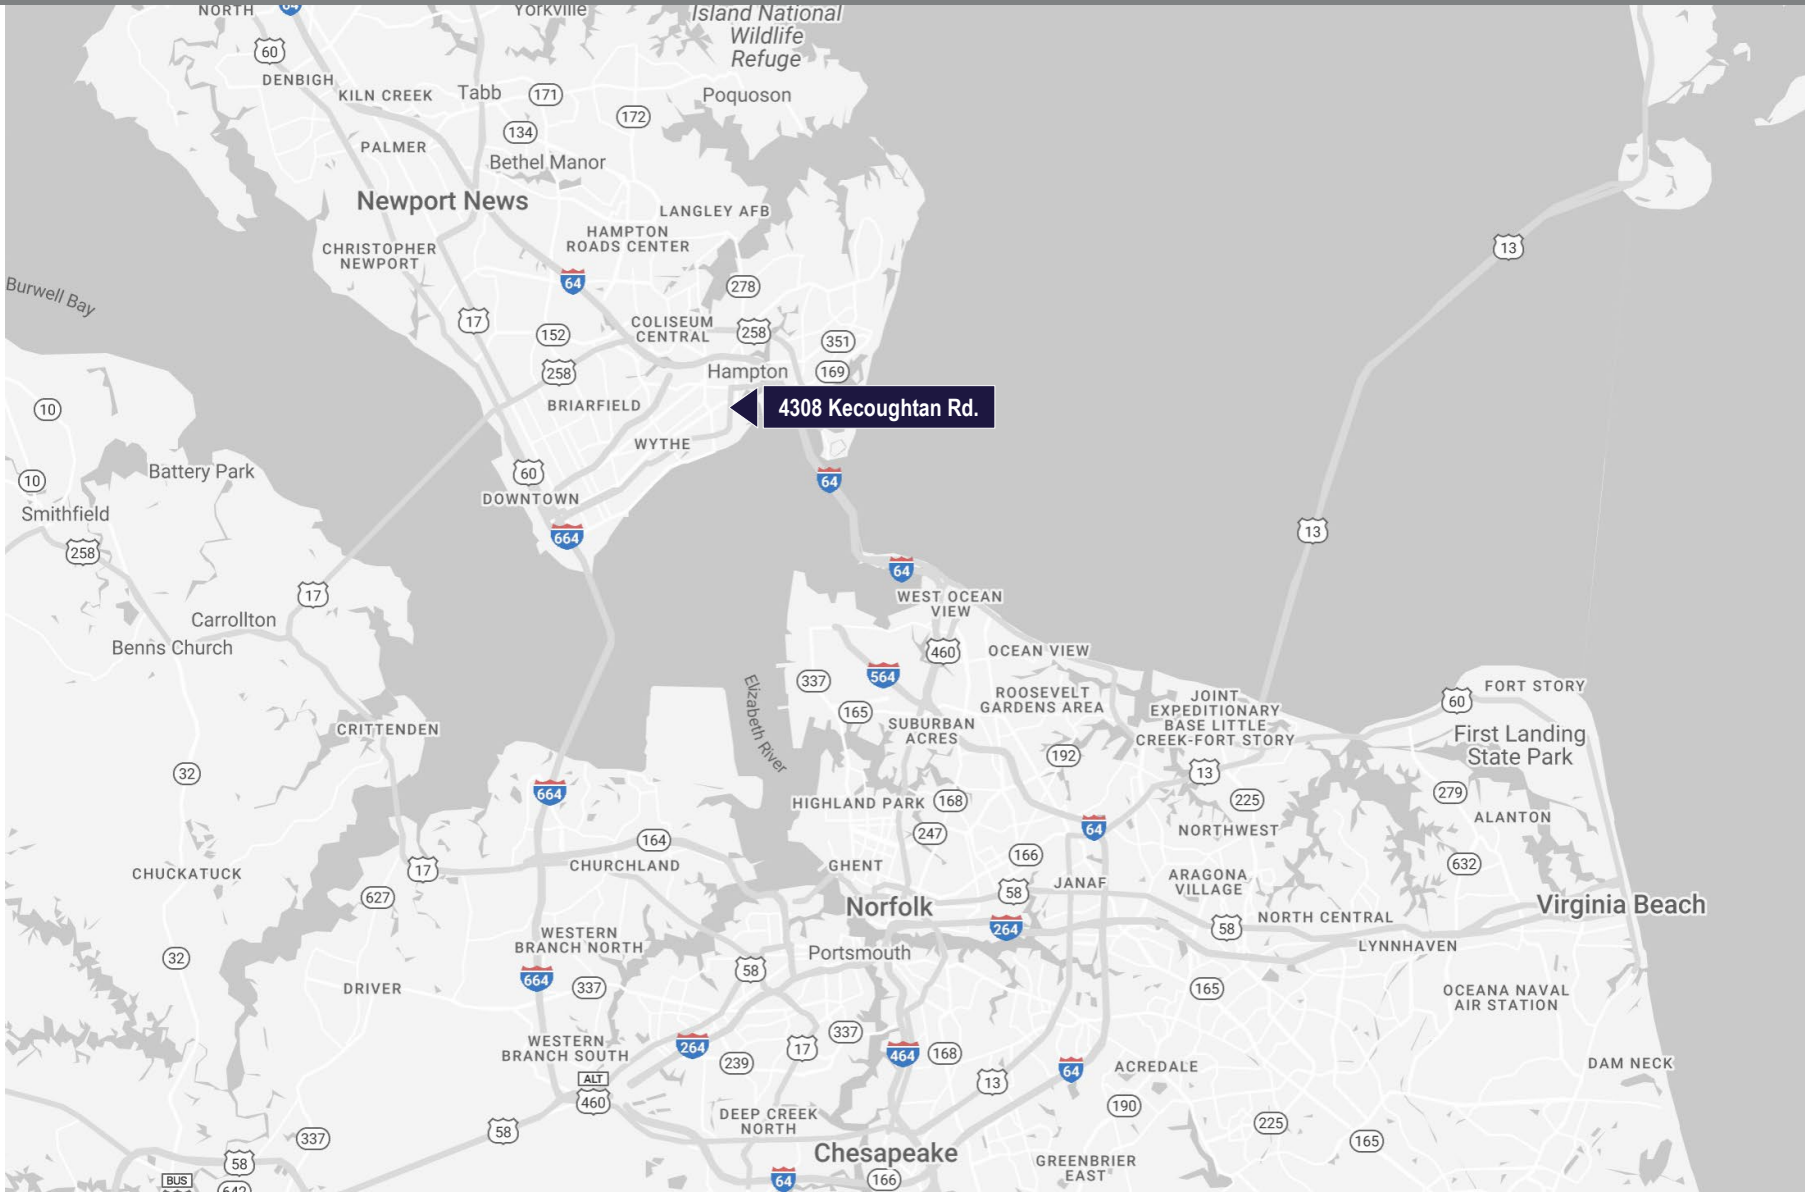 NORTH
64
Yorkville
Island National
Wildlife
Refuge
60
DENBIGH
KILN CREEK
Tabb
171
Poquoson
172
134
PALMER
Bethel Manor
Newport News
LANGLEY AFB
HAMPTON
ROADS CENTER
CHRISTOPHER
NEWPORT
13
64
Burwell Bay
278
17
152
COLISEUM
CENTRAL
258
351
258
Hampton
169
10
BRIARFIELD
4308 Kecoughtan Rd.
WYTHE
Battery Park
60
10
64
DOWNTOWN
Smithfield
664
13
258
64
17
WEST OCEAN
VIEW
Carrollton
Benns Church
460
OCEAN VIEW
564
337
Elizabeth River
ROOSEVELT
GARDENS AREA
JOINT
EXPEDITIONARY
BASE LITTLE
CREEK-FORT STORY
60
FORT STORY
165
SUBURBAN
ACRES
CRITTENDEN
First Landing
State Park
192
32
13
664
HIGHLAND PARK
168
225
279
ALANTON
247
64
NORTHWEST
164
CHURCHLAND
GHENT
166
17
CHUCKATUCK
632
627
58
JANAF
ARAGONA
VILLAGE
Norfolk
Virginia Beach
264
58
NORTH CENTRAL
WESTERN
BRANCH NORTH
LYNNHAVEN
Portsmouth
32
58
664
337
DRIVER
165
OCEANA NAVAL
AIR STATION
337
WESTERN
BRANCH SOUTH
264
17
464
168
239
DAM NECK
64
ACREDALE
ALT
460
13
190
DEEP CREEK
NORTH
58
225
337
165
Chesapeake
58
GREENBRIER
EAST
BUS
64
166
642